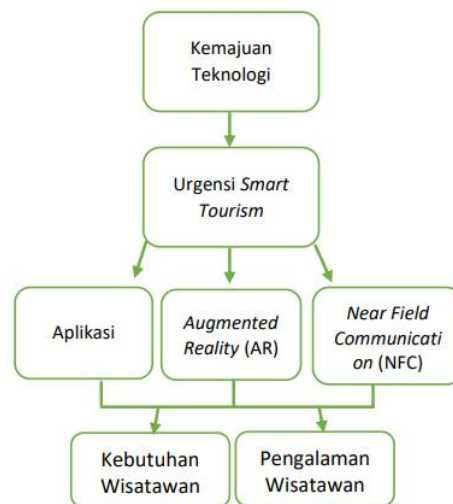 Kemajuan
Teknologi
Urgensi Smart
Tourism
Aplikasi
Augmented
Reality (AR)
Near Field
Communicati
on (NFC)
Kebutuhan
Wisatawan
Pengalaman
Wisatawan